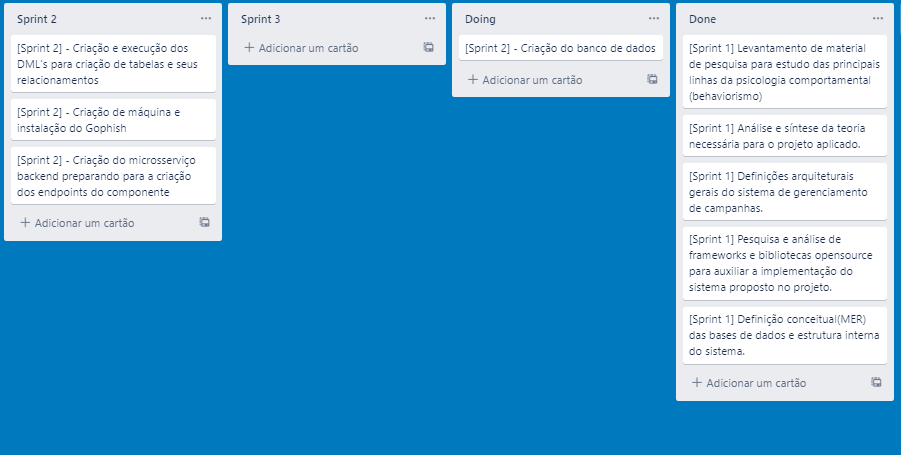 Sprint 2
[Sprint 2] - Criação e execução dos
DML's para criação de tabelas e seus
relacionamentos
[Sprint 2] - Criação de máquina e
instalação do Gophish
[Sprint 2] - Criação do microsserviço
backend preparando para a criação
dos endpoints do componente
+ Adicionar um cartão
Sprint 3
+ Adicionar um cartão
Doing
[Sprint 2] - Criação do banco de dados
+ Adicionar um cartão
Done
[Sprint 1] Levantamento de material
de pesquisa para estudo das principais
linhas da psicologia comportamental
(behaviorismo)
[Sprint 1] Análise e síntese da teoria
necessária para o projeto aplicado.
[Sprint 1] Definições arquiteturais
gerais do sistema de gerenciamento
de campanhas.
[Sprint 1] Pesquisa e análise de
frameworks e bibliotecas opensource
para auxiliar a implementação do
sistema proposto no projeto.
[Sprint 1] Definição conceitual(MER)
das bases de dados e estrutura interna
do sistema.
+ Adicionar um cartão